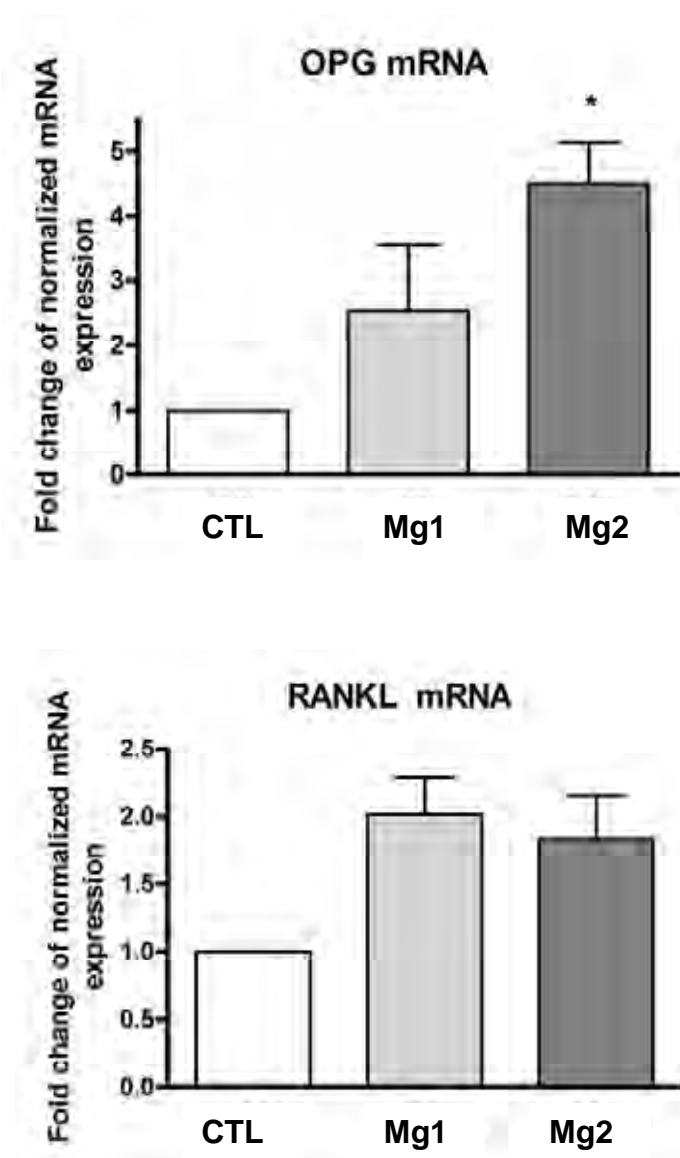 OPG mRNA
*
Fold change of normalized mRNA
expression
5
4
3
2
1
0
CTL Mg1 Mg2
RANKL mRNA
Fold change of normalized mRNA
expression
2.5
2.0
1.5
1.0
0.5
0.0
CTL Mg1 Mg2